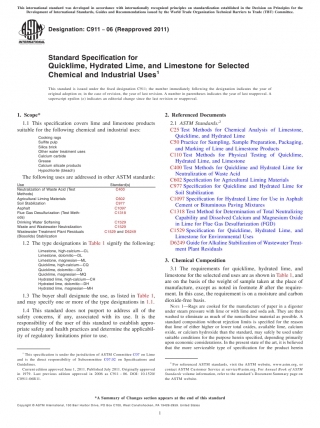 This international standard was developed in accordance with internationally recognized principles on standardization established in the Decision on Principles for the
Development of International Standards, Guides and Recommendations issued by the World Trade Organization Technical Barriers to Trade (TBT) Committee.
Designation: C911 − 06 (Reapproved 2011)
Standard Specification for
Quicklime, Hydrated Lime, and Limestone for Selected
Chemical and Industrial Uses1
This standard is issued under the fixed designation C911; the number immediately following the designation indicates the year of
original adoption or, in the case of revision, the year of last revision. A number in parentheses indicates the year of last reapproval. A
superscript epsilon (ε) indicates an editorial change since the last revision or reapproval.
1. Scope*
1.1 This specification covers lime and limestone products
suitable for the following chemical and industrial uses:
Cooking rags
Sulfite pulp
Silica brick
Other waste treatment uses
Calcium carbide
Grease
Calcium silicate products
Hypochlorite (bleach)
The following uses are addressed in other ASTM standards:
Use Standard(s)
Neutralization of Waste Acid (Test
Methods)
C400
Agricultural Liming Materials C602
Soil Stabilization C977
Asphalt C1097
Flue Gas Desulfurization (Test Meth-
ods)
C1318
Drinking Water Softening C1529
Waste and Wastewater Neutralization C1529
Wastewater Treatment Plant Residuals
(Biosolids) Stabilization
C1529 and D6249
1.2 The type designations in Table 1 signify the following:
Limestone, high-calcium—CL
Limestone, dolomitic—DL
Limestone, magnesian—ML
Quicklime, high-calcium—CQ
Quicklime, dolomitic—DQ
Quicklime, magnesian—MQ
Hydrated lime, high-calcium—CH
Hydrated lime, dolomitic—DH
Hydrated lime, magnesian—MH
1.3 The buyer shall designate the use, as listed in Table 1,
and may specify one or more of the type designations in 1.2.
1.4 This standard does not purport to address all of the
safety concerns, if any, associated with its use. It is the
responsibility of the user of this standard to establish appro-
priate safety and health practices and determine the applicabil-
ity of regulatory limitations prior to use.
1 This specification is under the jurisdiction of ASTM Committee C07 on Lime
and is the direct responsibility of Subcommittee C07.02 on Specifications and
Guidelines.
Current edition approved June 1, 2011. Published July 2011. Originally approved
in 1979. Last previous edition approved in 2006 as C911 – 06. DOI: 10.1520/
C0911-06R11.
2. Referenced Documents
2.1 ASTM Standards:2
C25 Test Methods for Chemical Analysis of Limestone,
Quicklime, and Hydrated Lime
C50 Practice for Sampling, Sample Preparation, Packaging,
and Marking of Lime and Limestone Products
C110 Test Methods for Physical Testing of Quicklime,
Hydrated Lime, and Limestone
C400 Test Methods for Quicklime and Hydrated Lime for
Neutralization of Waste Acid
C602 Specification for Agricultural Liming Materials
C977 Specification for Quicklime and Hydrated Lime for
Soil Stabilization
C1097 Specification for Hydrated Lime for Use in Asphalt
Cement or Bituminous Paving Mixtures
C1318 Test Method for Determination of Total Neutralizing
Capability and Dissolved Calcium and Magnesium Oxide
in Lime for Flue Gas Desulfurization (FGD)
C1529 Specification for Quicklime, Hydrated Lime, and
Limestone for Environmental Uses
D6249 Guide for Alkaline Stabilization of Wastewater Treat-
ment Plant Residuals
3. Chemical Composition
3.1 The requirements for quicklime, hydrated lime, and
limestone for the selected end uses are as shown in Table 1, and
are on the basis of the weight of sample taken at the place of
manufacture, except as noted in footnote B after the require-
ment. In this case, the requirement is on a moisture and carbon
dioxide-free basis.
NOTE 1—Rags are cooked for the manufacture of paper in a digester
under steam pressure with lime or with lime and soda ash. They are then
washed to eliminate as much of the noncellulose material as possible. A
standard composition without rejection limits is specified for the reason
that lime of either higher or lower total oxides, available lime, calcium
oxide, or calcium hydroxide than the standard, may safely be used under
suitable conditions for the purpose herein specified, depending primarily
upon economic considerations. In the present state of the art, it is believed
that the most serviceable type of specification for the product herein
2 For referenced ASTM standards, visit the ASTM website, www.astm.org, or
contact ASTM Customer Service at service@astm.org. For Annual Book of ASTM
Standards volume information, refer to the standard's Document Summary page on
the ASTM website.
*A Summary of Changes section appears at the end of this standard
Copyright © ASTM International, 100 Barr Harbor Drive, PO Box C700, West Conshohocken, PA 19428-2959. United States
1